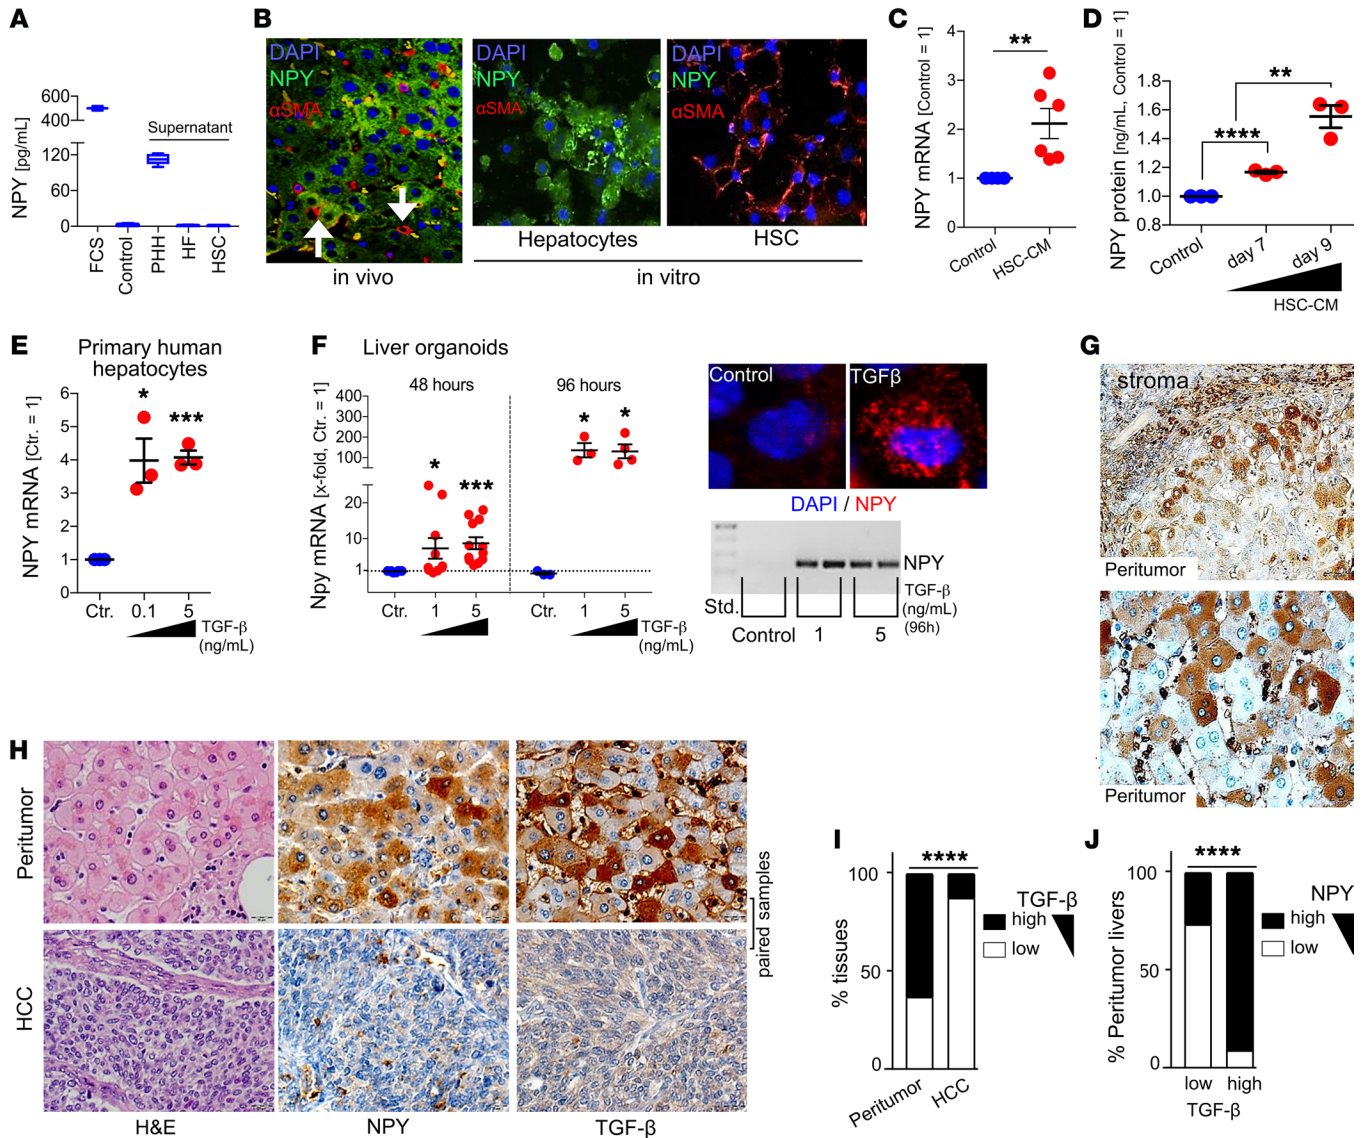 A
NPY [pg/mL]
600
400
120
60
0
Supernatant
FCS
Control
PHH
HF
HSC
B
DAPI
NPY
αSMA
DAPI
NPY
αSMA
DAPI
NPY
αSMA
Hepatocytes
HSC
in vivo
in vitro
C
NPY mRNA [Control = 1]
4
3
2
1
0
**
Control
HSC-CM
D
NPY protein [ng/mL, Control = 1]
1.8
1.6
1.4
1.2
1.0
0.8
****
**
Control
day 7
day 9
HSC-CM
E
Primary human
hepatocytes
NPY mRNA [Ctr. = 1]
6
5
4
3
2
1
0
*
***
Ctr.
0.1
5
TGF-β
(ng/mL)
F
Liver organoids
48 hours
96 hours
Npy mRNA [x-fold, Ctr. = 1]
400
300
200
100
20
10
1
*
***
*
*
Ctr.
1
5
Ctr.
1
5
TGF-β
(ng/mL)
Control
TGFβ
DAPI / NPY
NPY
Std.
TGF-β
(ng/mL)
(96h)
Control
1
5
G
stroma
Peritumor
Peritumor
H
Peritumor
HCC
paired samples
H&E
NPY
TGF-β
I
% tissues
100
50
0
****
Peritumor
HCC
TGF-β
high
low
J
% Peritumor livers
100
50
0
****
low
high
TGF-β
NPY
high
low